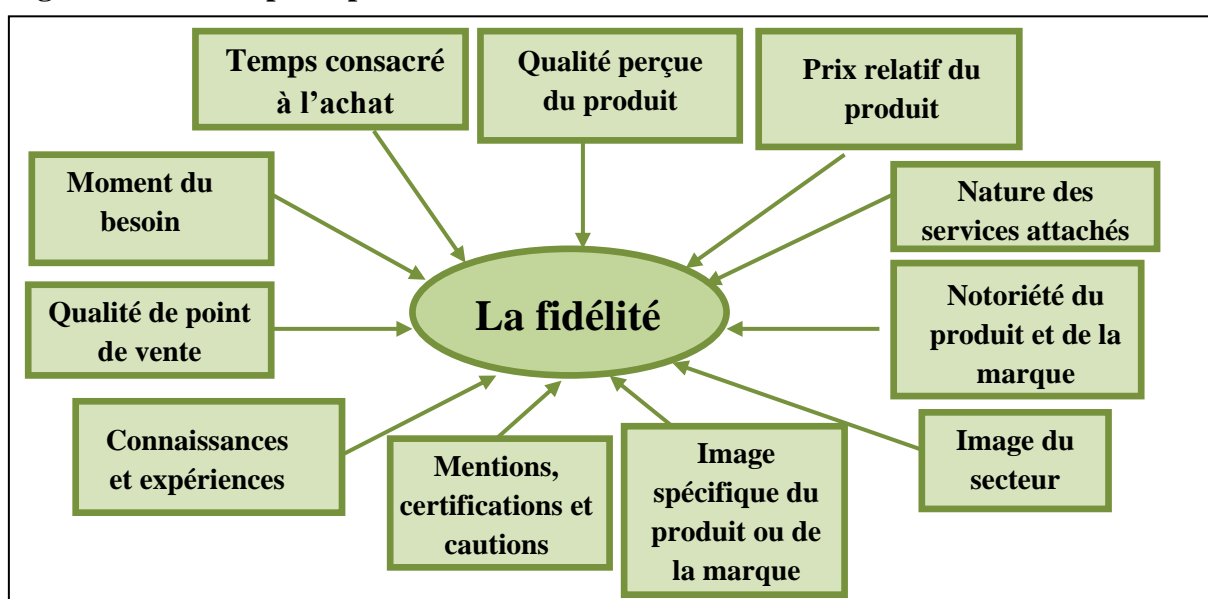 Temps consacré
à l’achat
Qualité perçue
du produit
Prix relatif du
produit
Moment du
besoin
Nature des
services attachés
Qualité de point
de vente
La fidélité
Notoriété du
produit et de la
marque
Connaissances
et expériences
Mentions,
certifications et
cautions
Image
spécifique du
produit ou de
la marque
Image du
secteur